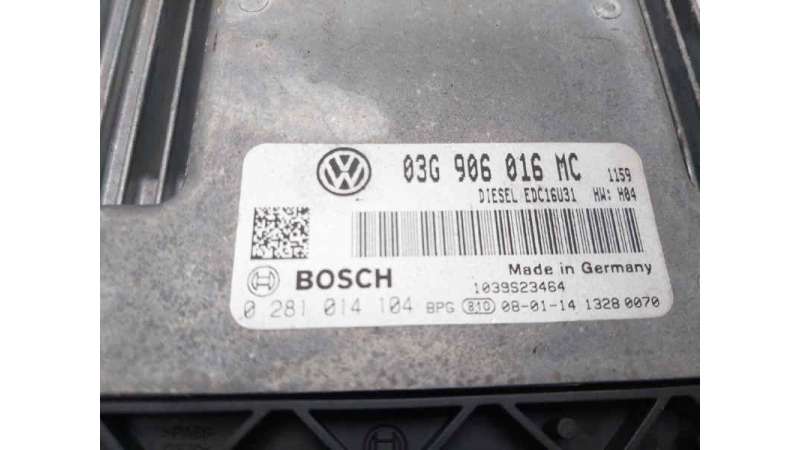 03G 906 016 MC 1159
DIESEL EDC16U31 HW: H04
BOSCH
Made in Germany
1039S23464
0 281 014 104 BPG 810 08-01-14 1328 0070